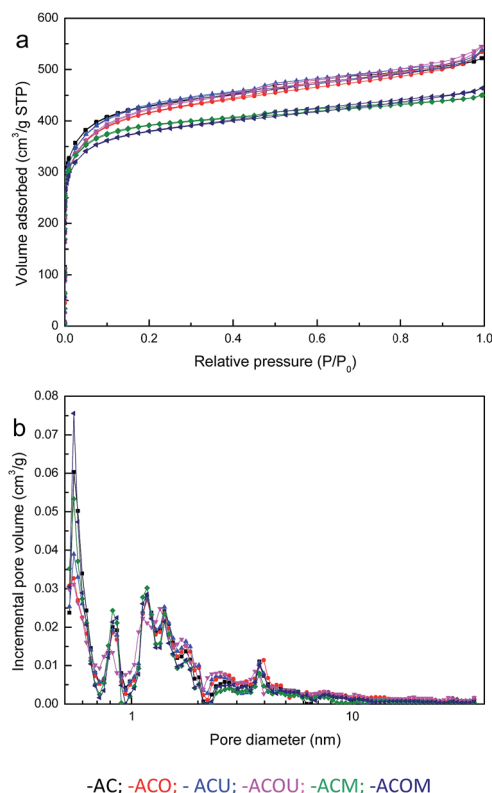 a
600
500
400
300
200
100
0
Volume adsorbed (cm³/g STP)
0.0 0.2 0.4 0.6 0.8 1.0
Relative pressure (P/P₀)
b
0.08
0.07
0.06
0.05
0.04
0.03
0.02
0.01
0.00
Incremental pore volume (cm³/g)
1 10
Pore diameter (nm)
-AC; -ACO; - ACU; -ACOU; -ACM; -ACOM